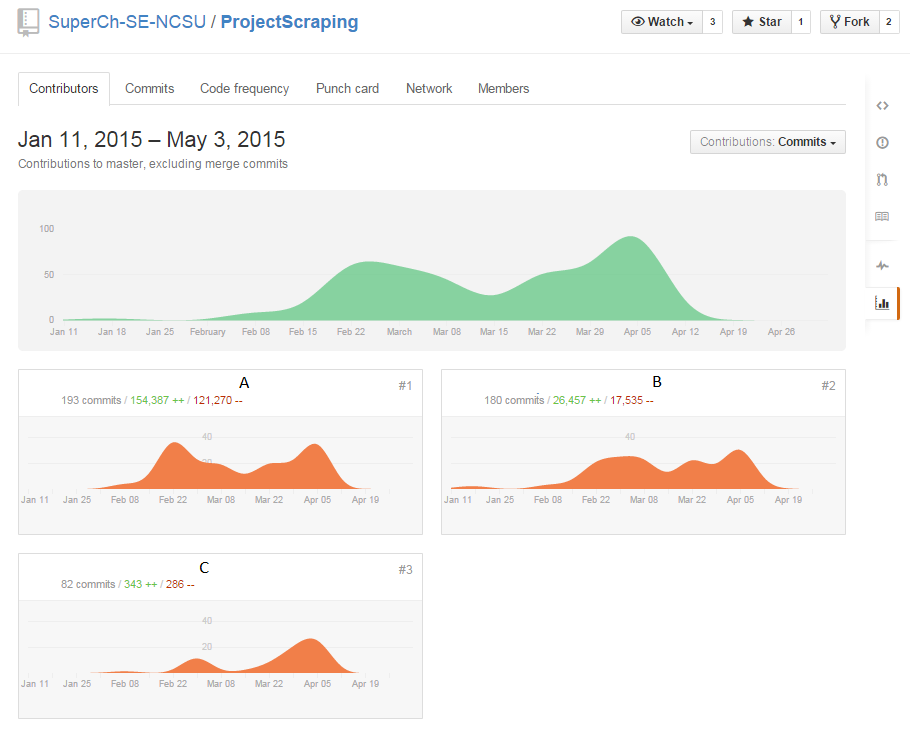 SuperCh-SE-NCSU / ProjectScraping
Watch 3 Star 1 Fork 2
Contributors Commits Code frequency Punch card Network Members
Jan 11, 2015 – May 3, 2015
Contributions: Commits
Contributions to master, excluding merge commits
100
50
0
Jan 11 Jan 18 Jan 25 February Feb 08 Feb 15 Feb 22 March Mar 08 Mar 15 Mar 22 Mar 29 Apr 05 Apr 12 Apr 19 Apr 26
A #1
193 commits / 154,387 ++ / 121,270 --
40
20
Jan 11 Jan 25 Feb 08 Feb 22 Mar 08 Mar 22 Apr 05 Apr 19
B #2
180 commits / 26,457 ++ / 17,535 --
40
Jan 11 Jan 25 Feb 08 Feb 22 Mar 08 Mar 22 Apr 05 Apr 19
C #3
82 commits / 343 ++ / 286 --
40
20
Jan 11 Jan 25 Feb 08 Feb 22 Mar 08 Mar 22 Apr 05 Apr 19